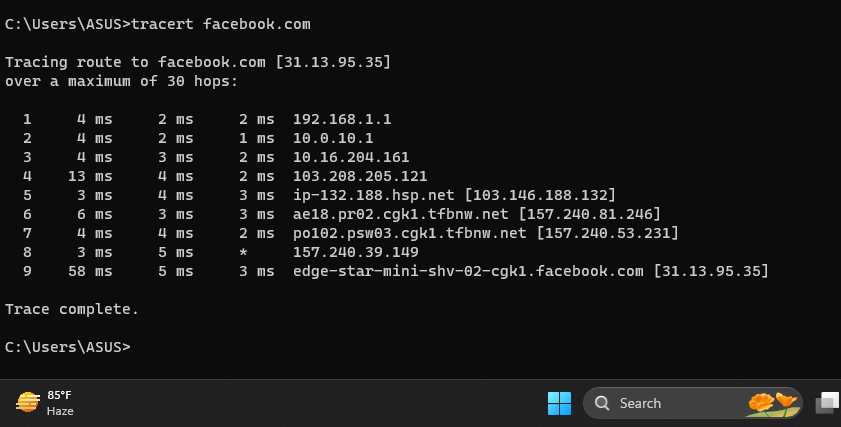 C:\Users\ASUS>tracert facebook.com
Tracing route to facebook.com [31.13.95.35]
over a maximum of 30 hops:
1 4 ms 2 ms 2 ms 192.168.1.1
2 4 ms 2 ms 1 ms 10.0.10.1
3 4 ms 3 ms 2 ms 10.16.204.161
4 13 ms 4 ms 2 ms 103.208.205.121
5 3 ms 4 ms 3 ms ip-132.188.hsp.net [103.146.188.132]
6 6 ms 3 ms 3 ms ae18.pr02.cgk1.tfbnw.net [157.240.81.246]
7 4 ms 4 ms 2 ms po102.psw03.cgk1.tfbnw.net [157.240.53.231]
8 3 ms 5 ms * 157.240.39.149
9 58 ms 5 ms 3 ms edge-star-mini-shv-02-cgk1.facebook.com [31.13.95.35]
Trace complete.
C:\Users\ASUS>
85°F
Haze
Search